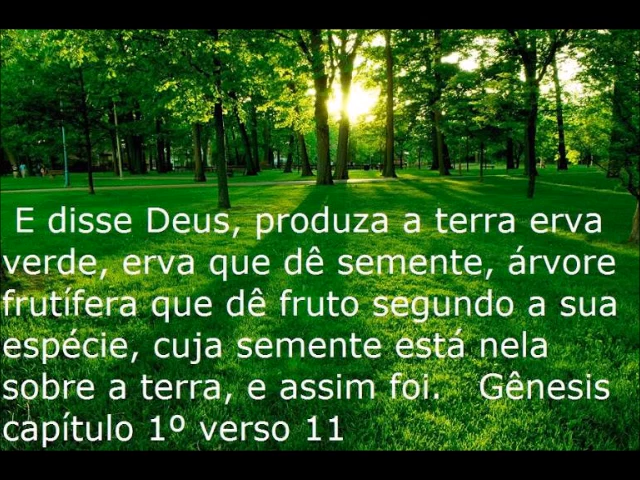 E disse Deus, produza a terra erva
verde, erva que dê semente, árvore
frutífera que dê fruto segundo a sua
espécie, cuja semente está nela
sobre a terra, e assim foi. Gênesis
capítulo 1º verso 11